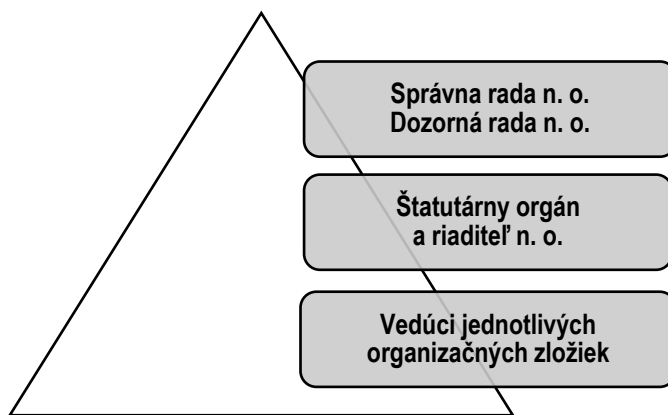 Správna rada n. o.
Dozorná rada n. o.
Štatutárny orgán
a riaditeľ n. o.
Vedúci jednotlivých
organizačných zložiek